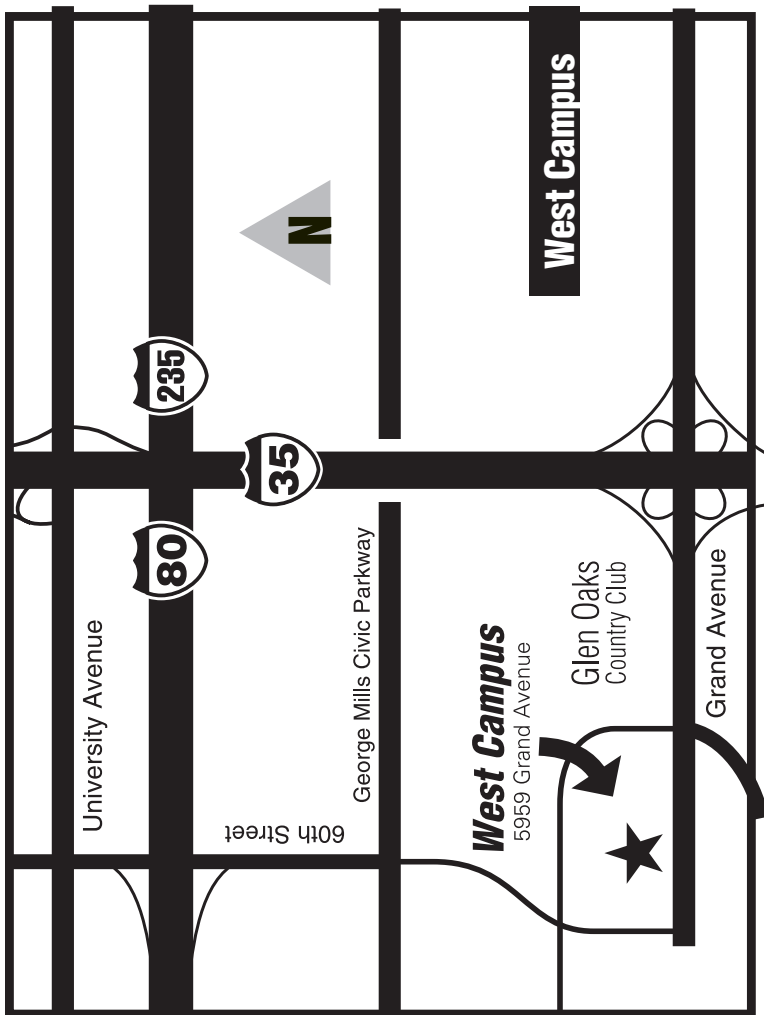 West Campus
N
235
35
80
University Avenue
George Mills Civic Parkway
60th Street
West Campus
5959 Grand Avenue
Glen Oaks
Country Club
Grand Avenue